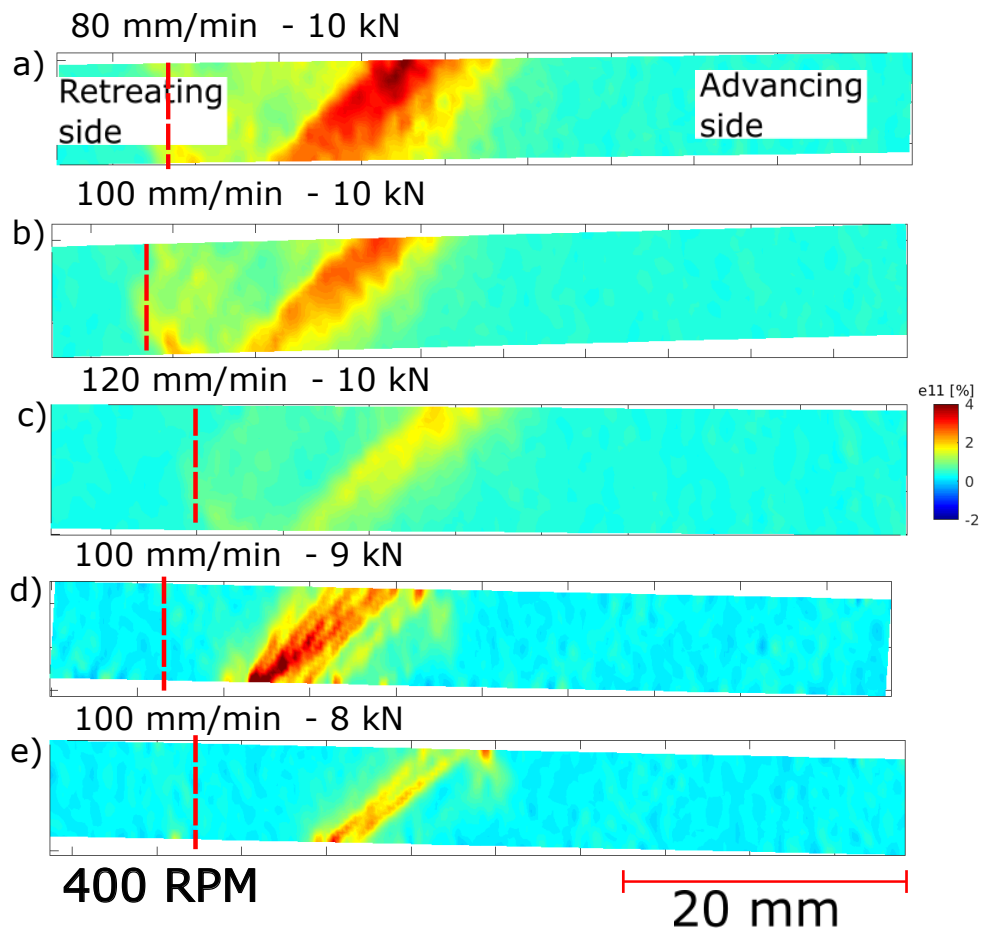 80 mm/min - 10 kN
a)
Retreating
side
Advancing
side
100 mm/min - 10 kN
b)
120 mm/min - 10 kN
c)
e11 [%]
4
2
0
-2
100 mm/min - 9 kN
d)
100 mm/min - 8 kN
e)
400 RPM
20 mm